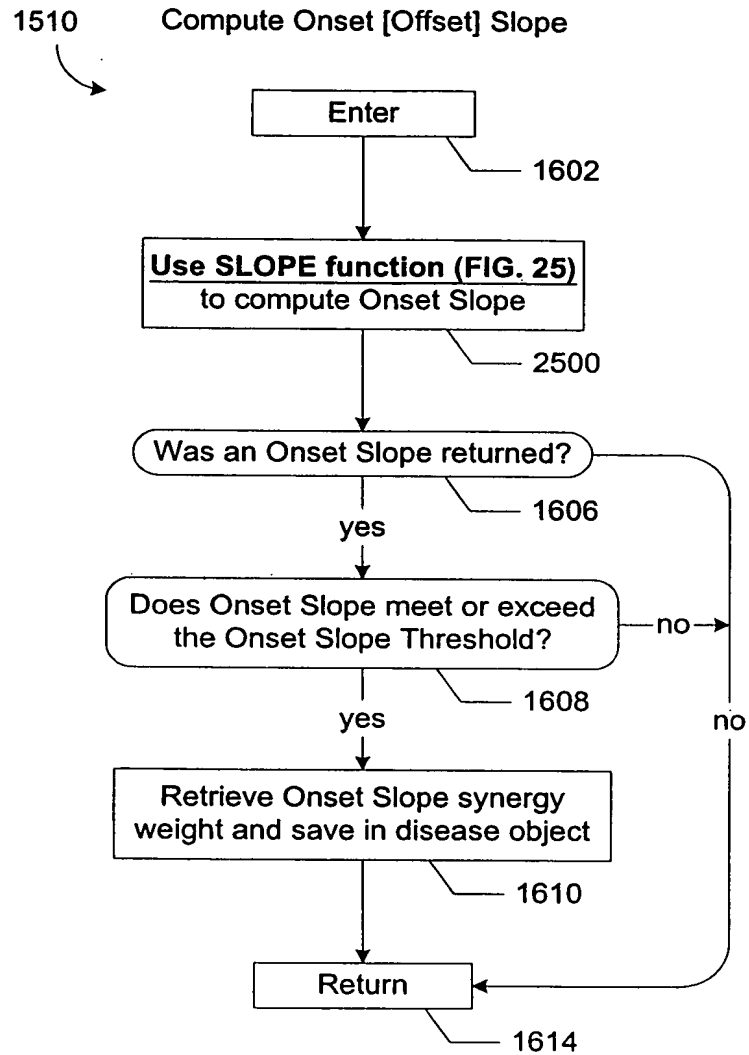 1510 Compute Onset [Offset] Slope
Enter
1602
Use SLOPE function (FIG. 25)
to compute Onset Slope
2500
Was an Onset Slope returned?
1606
yes
Does Onset Slope meet or exceed
the Onset Slope Threshold?
no
1608
yes
no
Retrieve Onset Slope synergy
weight and save in disease object
1610
Return
1614